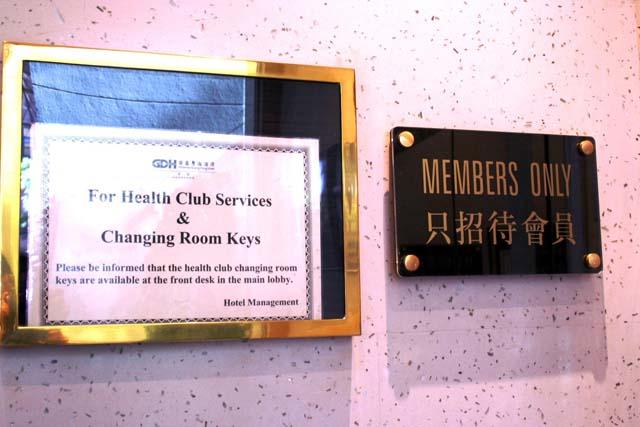 GDH
For Health Club Services
&
Changing Room Keys
Please be informed that the health club changing room
keys are available at the front desk in the main lobby.
Hotel Management
MEMBERS ONLY
只招待會員